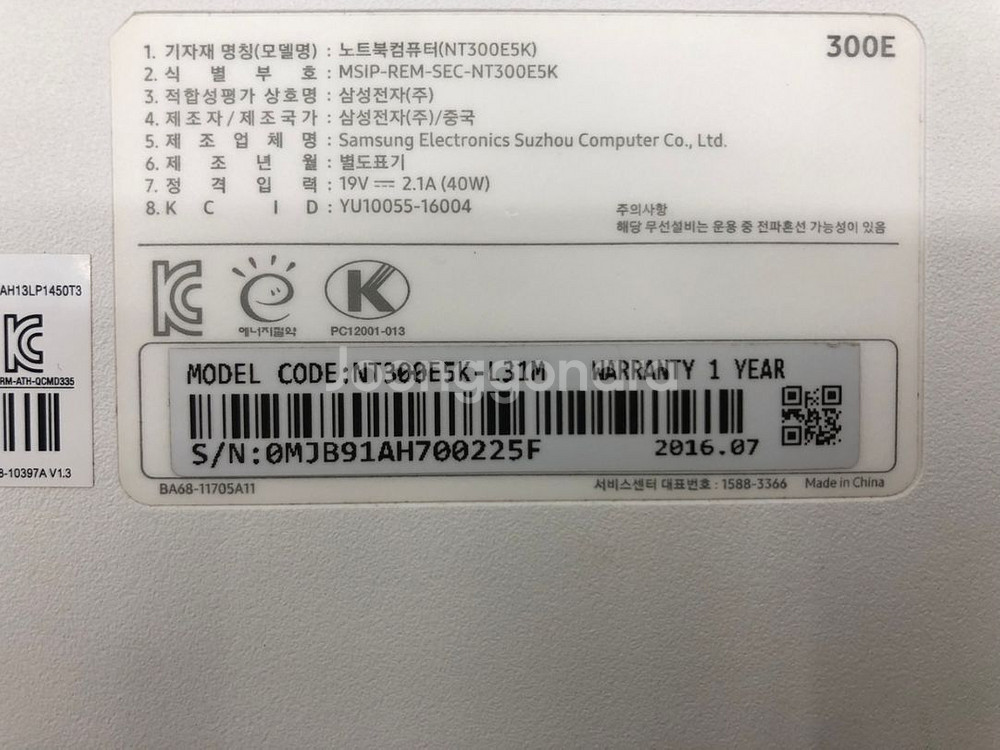 1. 기자재 명칭(모델명) : 노트북컴퓨터(NT300E5K)
300E
2. 식 별 부 호 : MSIP-REM-SEC-NT300E5K
3. 적합성평가 상호명 : 삼성전자(주)
4. 제조자/제조국가 : 삼성전자(주)/중국
5. 제 조 업 체 명 : Samsung Electronics Suzhou Computer Co., Ltd.
6. 제 조 년 월 : 별도표기
7. 정 격 입 력 : 19V ⎓ 2.1A (40W)
8. K C I D : YU10055-16004
주의사항
해당 무선설비는 운용 중 전파혼선 가능성이 있음
AH13LP1450T3
RM-ATH-QCMD335
8-10397A V1.3
에너지절약
K
PC12001-013
MODEL CODE:NT300E5K-L31M WARRANTY 1 YEAR
joonggonara
S/N:0MJB91AH700225F
2016.07
BA68-11705A11
서비스센터 대표번호 : 1588-3366 Made in China